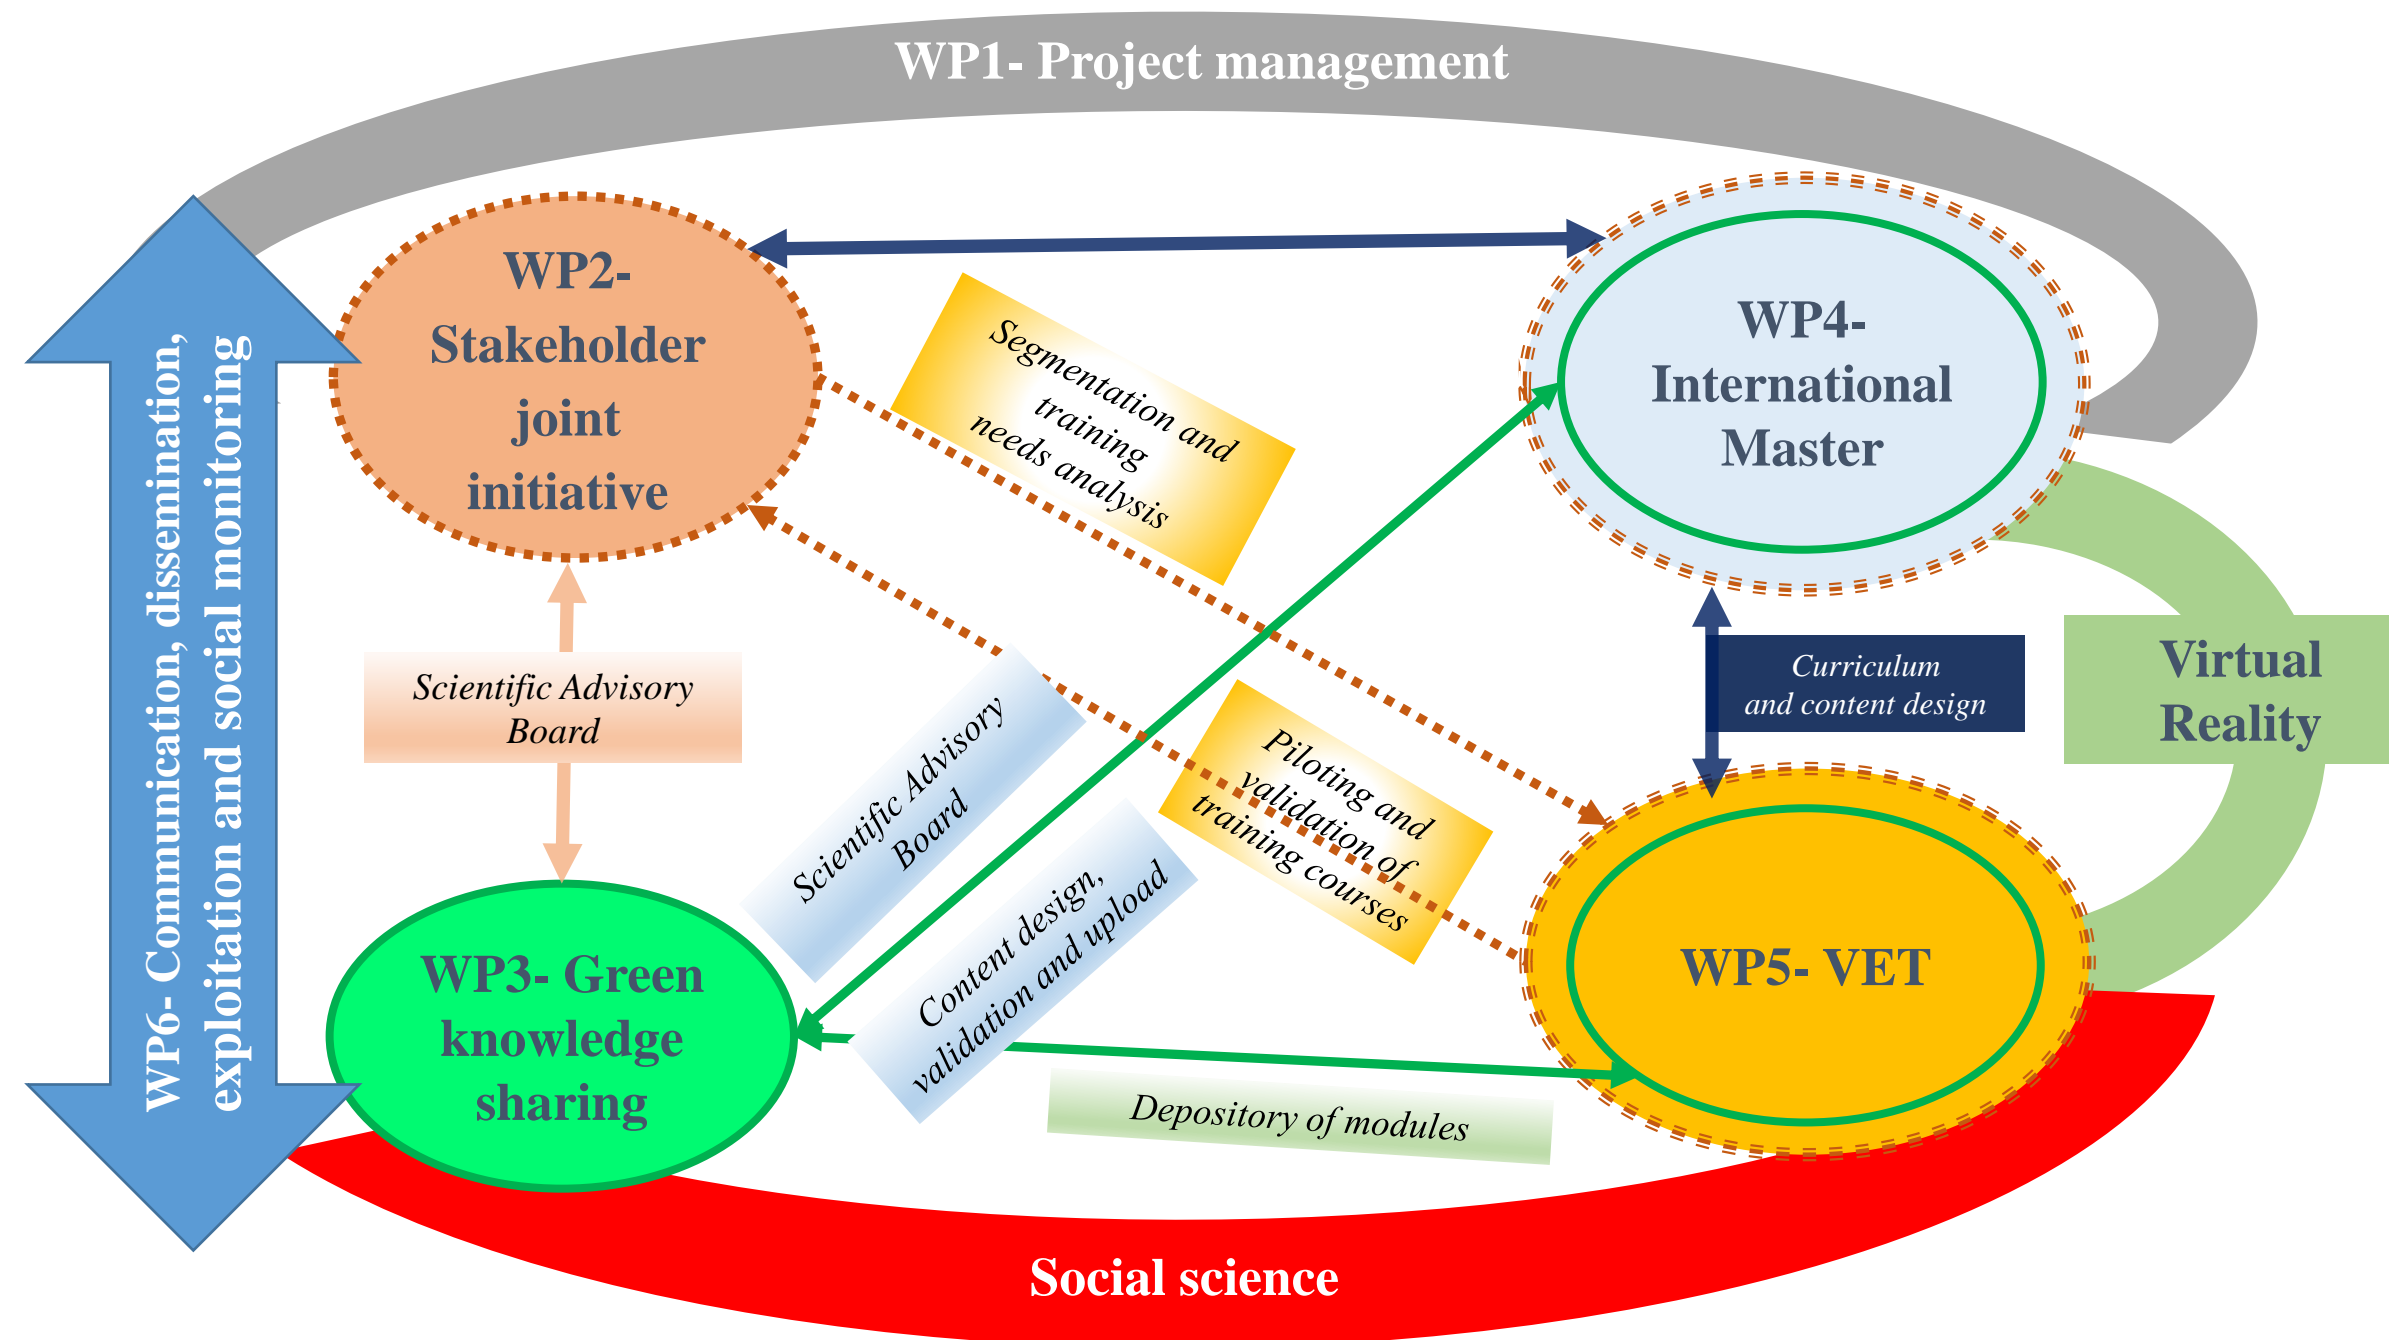 WP1- Project management
WP6- Communication, dissemination,
exploitation and social monitoring
WP2-
Stakeholder
joint
initiative
Segmentation and
training
needs analysis
WP4-
International
Master
Scientific Advisory
Board
Scientific Advisory
Board
Piloting and
validation of
training courses
Curriculum
and content design
Virtual
Reality
WP3- Green
knowledge
sharing
Content design,
validation and upload
WP5- VET
Depository of modules
Social science